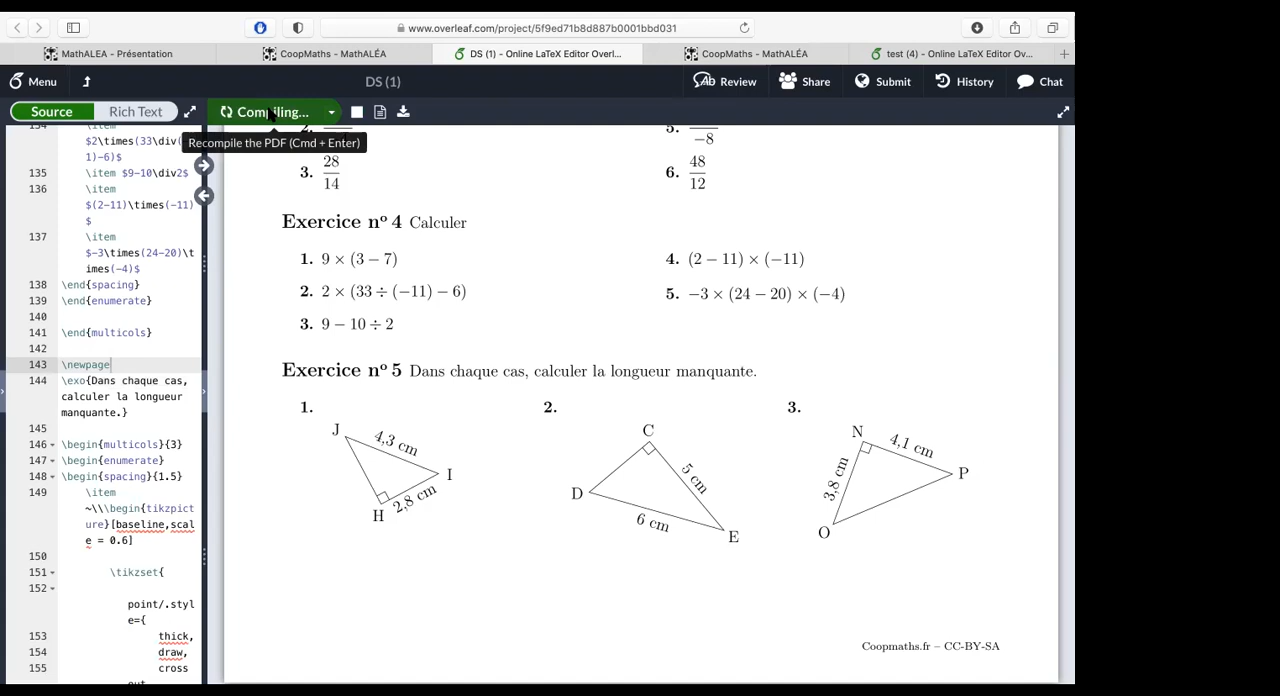 www.overleaf.com/project/5f9ed71b8d887b0001bbd031
MathALEA - Présentation
CoopMaths - MathALÉA
DS (1) - Online LaTeX Editor Overl...
CoopMaths - MathALÉA
test (4) - Online LaTeX Editor Ov...
Menu
DS (1)
Review
Share
Submit
History
Chat
Source
Rich Text
Compiling...
Recompile the PDF (Cmd + Enter)
134 \item
$2\times(33\div(
1)-6)$
135 \item $9-10\div2$
136 \item
$(2-11)\times(-11)
$
137 \item
$-3\times(24-20)\t
imes(-4)$
138 \end{spacing}
139 \end{enumerate}
140
141 \end{multicols}
142
143 \newpage
144 \exo{Dans chaque cas,
calculer la longueur
manquante.}
145
146 \begin{multicols}{3}
147 \begin{enumerate}
148 \begin{spacing}{1.5}
149 \item
~\\\begin{tikzpict
ure}[baseline,scal
e = 0.6]
150
151 \tikzset{
152
point/.styl
e={
153 thick,
154 draw,
155 cross
out
2.
5. −8
3. 28
14
6. 48
12
Exercice nº 4 Calculer
1. 9 × (3 − 7)
2. 2 × (33 ÷ (−11) − 6)
3. 9 − 10 ÷ 2
4. (2 − 11) × (−11)
5. −3 × (24 − 20) × (−4)
Exercice nº 5 Dans chaque cas, calculer la longueur manquante.
1.
J
4,3 cm
I
2,8 cm
H
2.
C
5 cm
D
6 cm
E
3.
N
4,1 cm
P
3,8 cm
O
Coopmaths.fr – CC-BY-SA